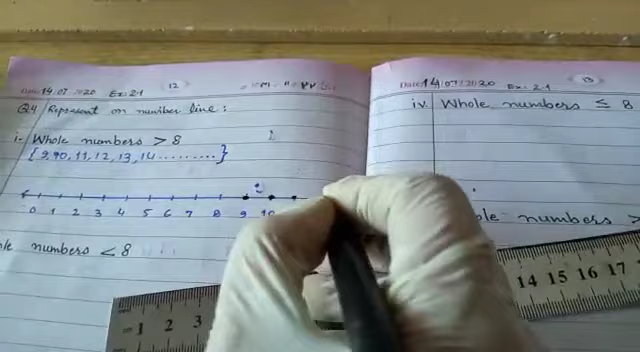 Date: 14.07.2020 Ex-2.1 12
Q4 Represent on number line:
i. Whole numbers > 8
{9, 10, 11, 12, 13, 14.........}
0 1 2 3 4 5 6 7 8 9 10
numbers < 8
Date: 14.07.2020 Ex-2.1 13
iv. Whole numbers ≤ 8
numbers >
1 2 3 14 15 16 17